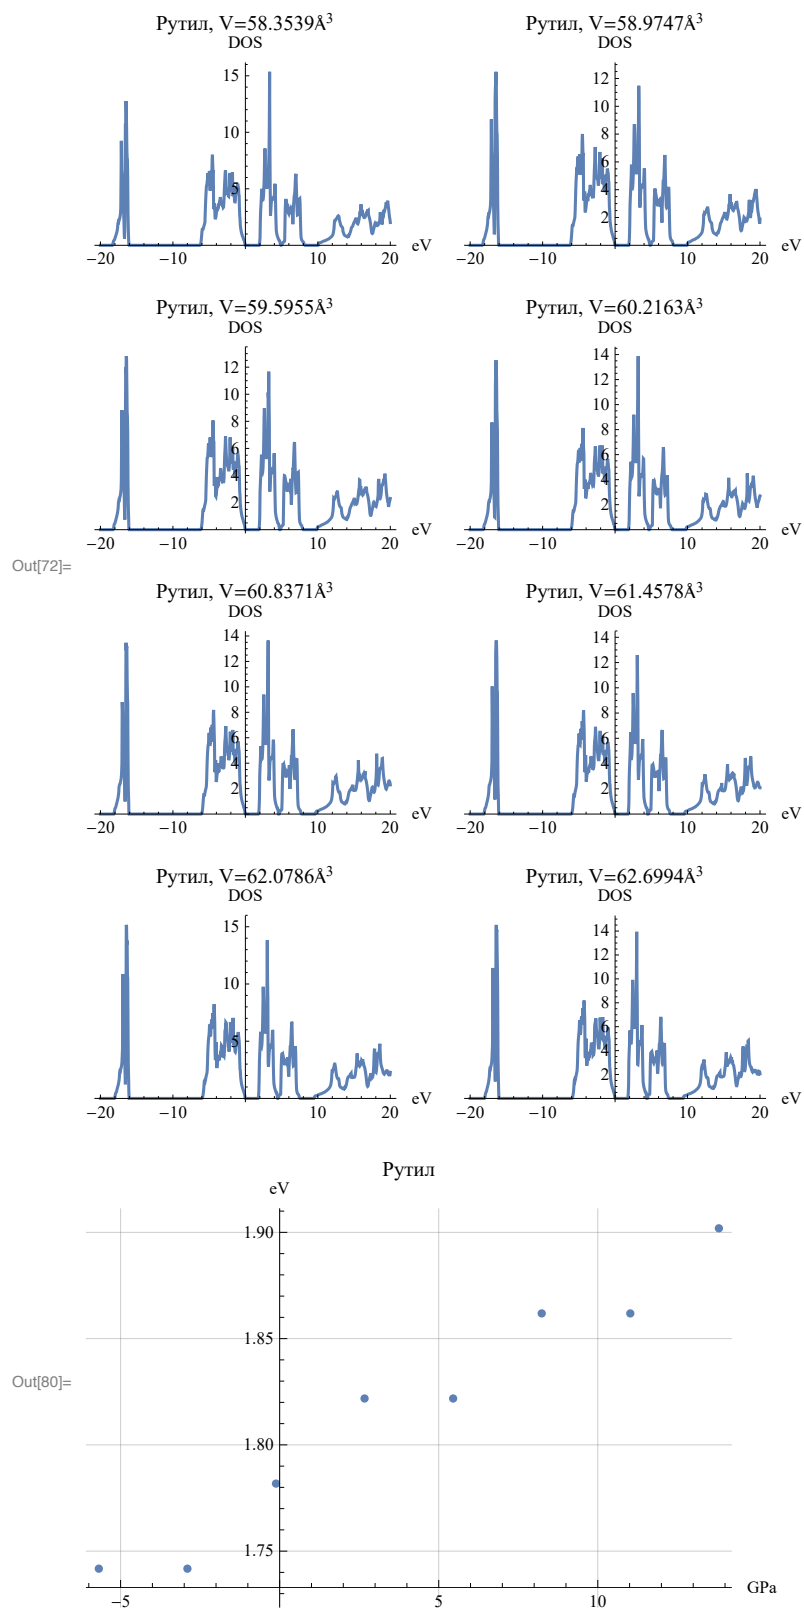 Рутил, V=58.3539Å³ Рутил, V=58.9747Å³
DOS DOS
15 10 5 12 10 8 6 4 2
−20 −10 10 20 eV −20 −10 10 20 eV
Рутил, V=59.5955Å³ Рутил, V=60.2163Å³
DOS DOS
12 10 8 6 4 2 14 12 10 8 6 4 2
−20 −10 10 20 eV −20 −10 10 20 eV
Out[72]=
Рутил, V=60.8371Å³ Рутил, V=61.4578Å³
DOS DOS
14 12 10 8 6 4 2 14 12 10 8 6 4 2
−20 −10 10 20 eV −20 −10 10 20 eV
Рутил, V=62.0786Å³ Рутил, V=62.6994Å³
DOS DOS
15 10 5 14 12 10 8 6 4 2
−20 −10 10 20 eV −20 −10 10 20 eV
Рутил
eV
1.90
1.85
Out[80]=
1.80
1.75
−5 5 10 GPa